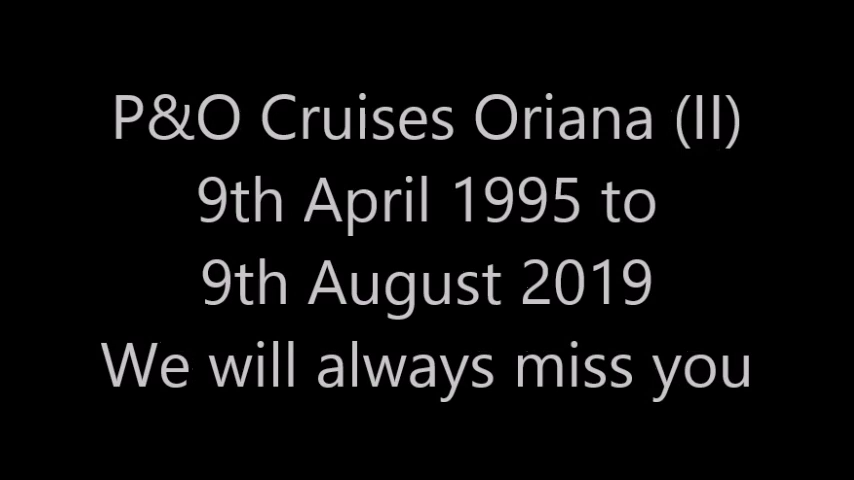 P&O Cruises Oriana (II)
9th April 1995 to
9th August 2019
We will always miss you